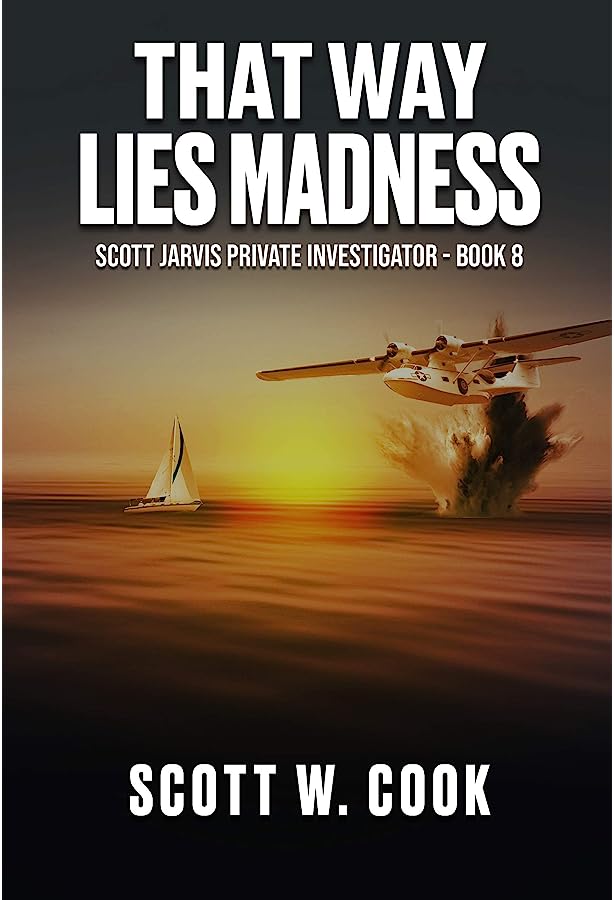 THAT WAY
LIES MADNESS
SCOTT JARVIS PRIVATE INVESTIGATOR - BOOK 8
SCOTT W. COOK